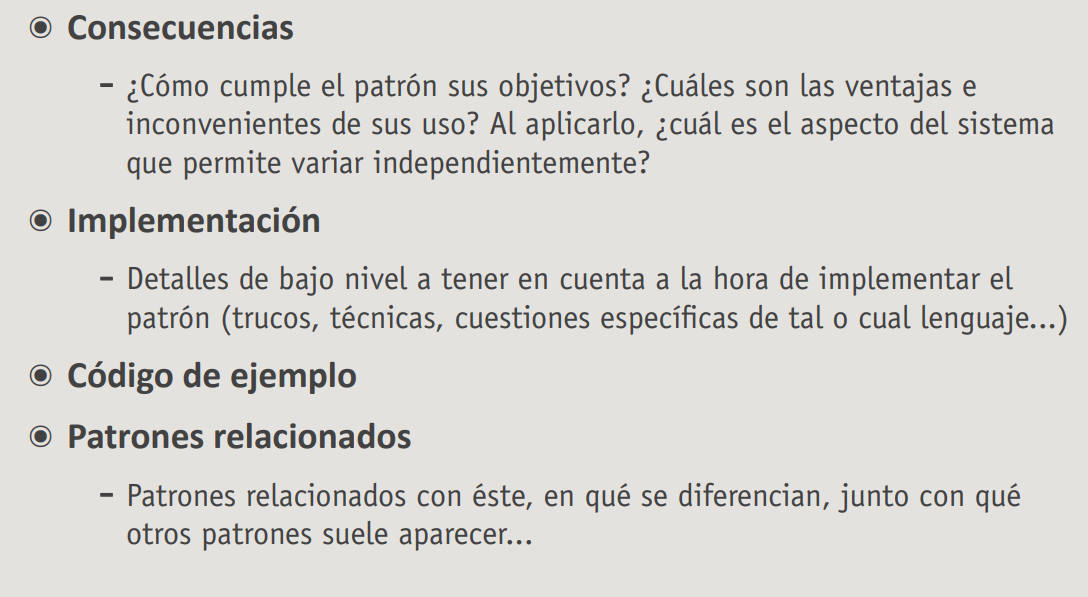 Consecuencias
– ¿Cómo cumple el patrón sus objetivos? ¿Cuáles son las ventajas e
inconvenientes de sus uso? Al aplicarlo, ¿cuál es el aspecto del sistema
que permite variar independientemente?
Implementación
– Detalles de bajo nivel a tener en cuenta a la hora de implementar el
patrón (trucos, técnicas, cuestiones específicas de tal o cual lenguaje...)
Código de ejemplo
Patrones relacionados
– Patrones relacionados con éste, en qué se diferencian, junto con qué
otros patrones suele aparecer...